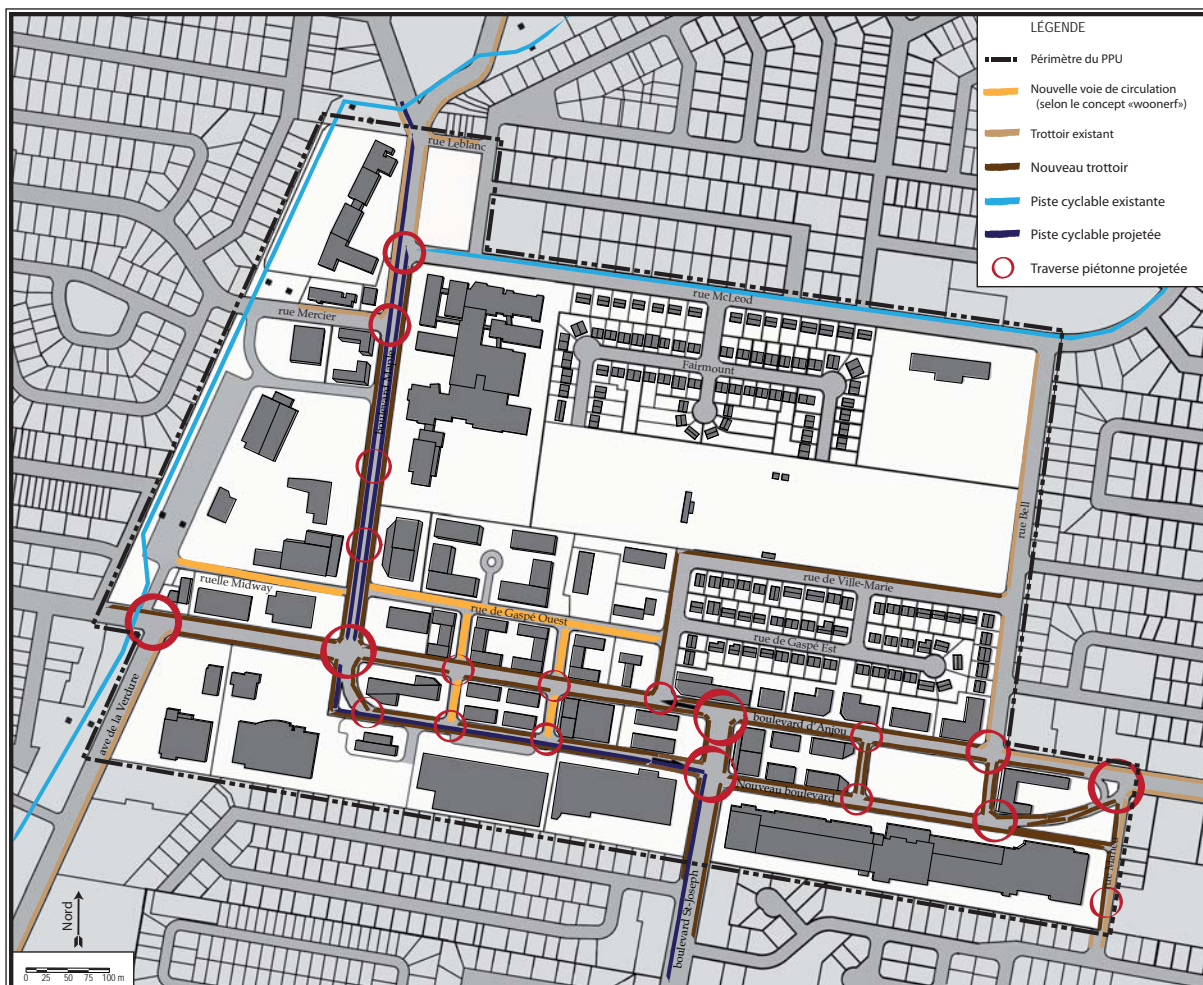 LÉGENDE
Périmètre du PPU
Nouvelle voie de circulation
(selon le concept «woonerf»)
Trottoir existant
Nouveau trottoir
Piste cyclable existante
Piste cyclable projetée
Traverse piétonne projetée
rue Leblanc
rue McLeod
rue Mercier
Fairmount
rue Bell
ruelle Midway
rue de Ville-Marie
rue de Gaspé Ouest
rue de Gaspé Est
ave de la Verdure
boulevard d'Anjou
Nouveau boulevard
boulevard St-Joseph
Nord
0 25 50 75 100 m